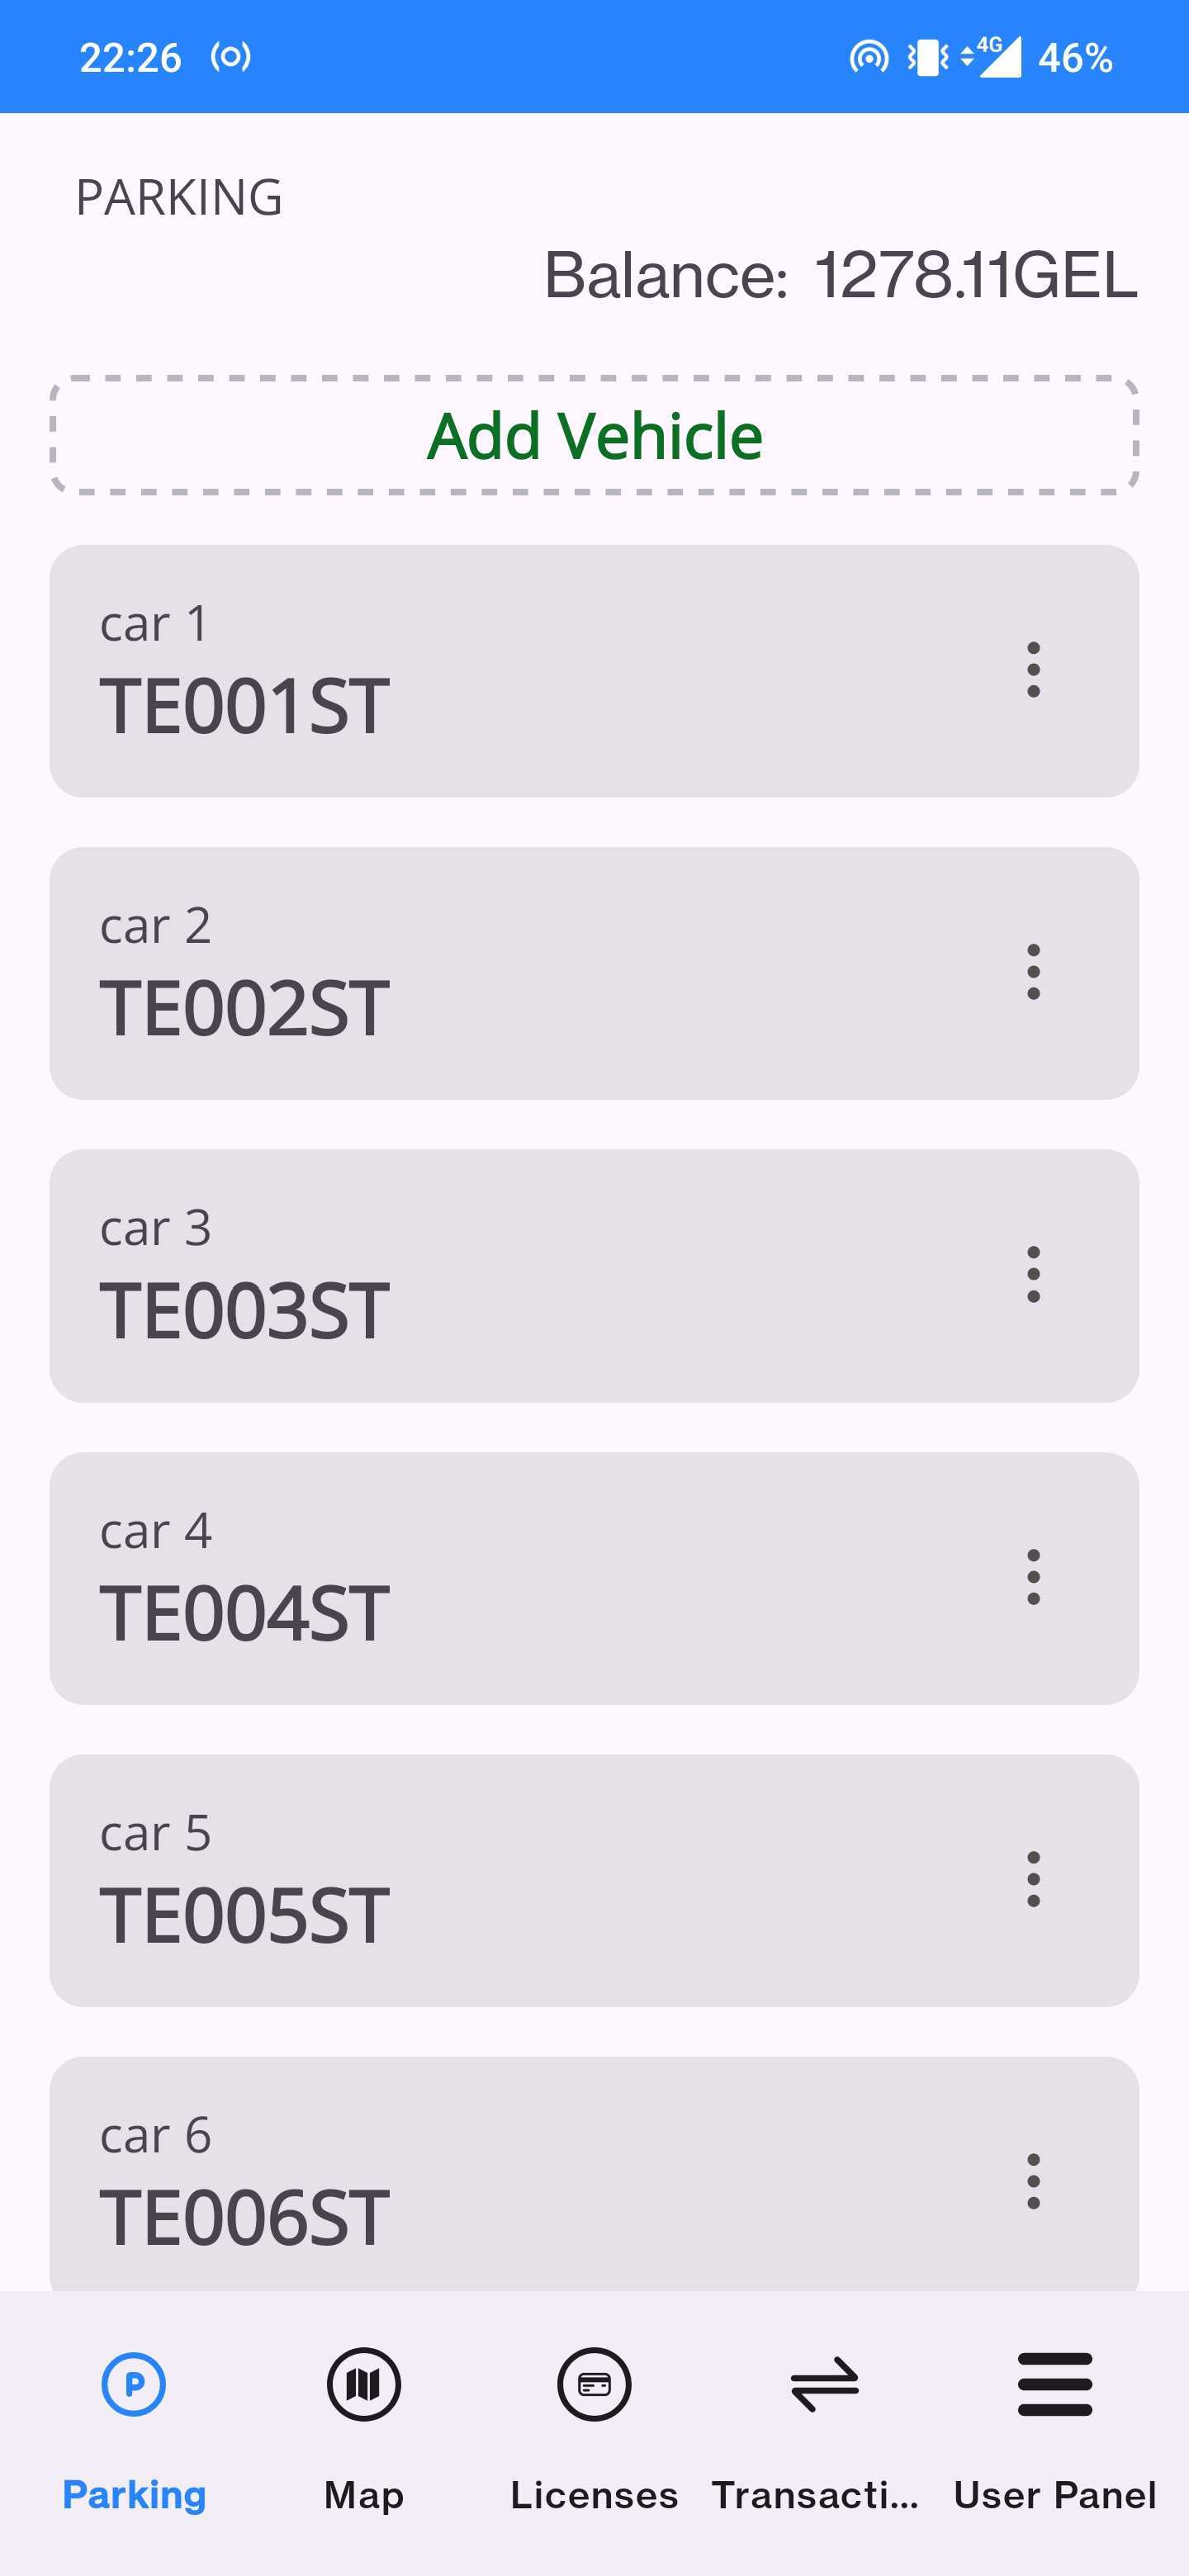 22:26 4G 46%
PARKING
Balance: 1278.11GEL
Add Vehicle
car 1
TE001ST
car 2
TE002ST
car 3
TE003ST
car 4
TE004ST
car 5
TE005ST
car 6
TE006ST
P
Parking Map Licenses Transacti... User Panel